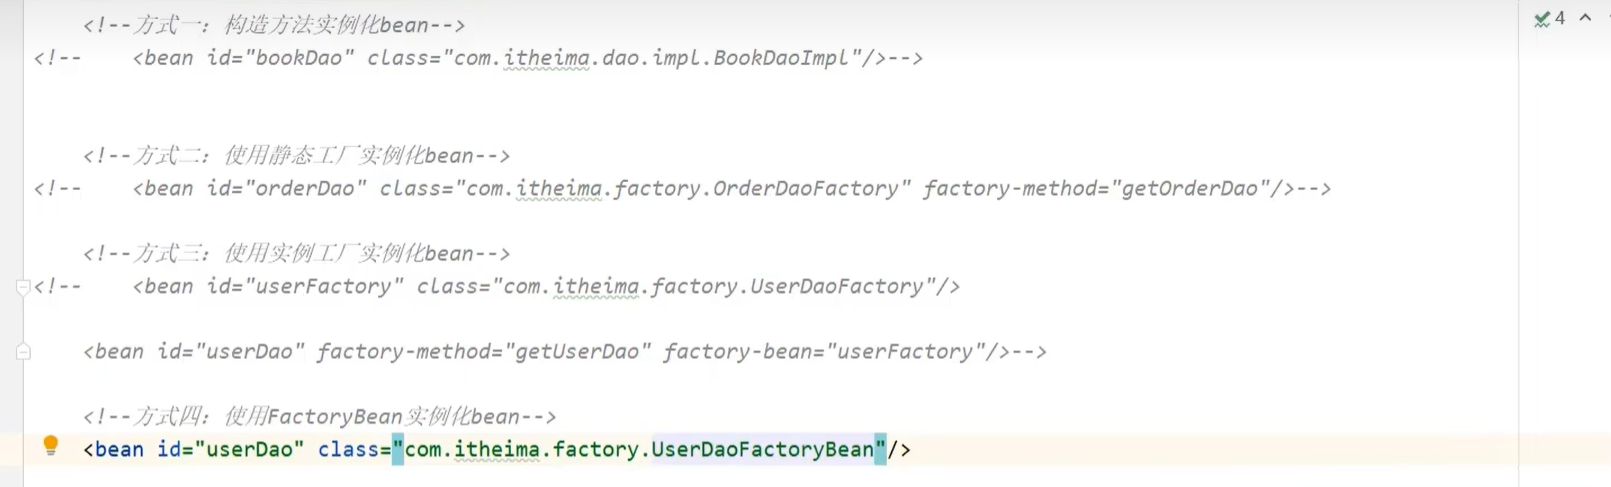 4
<!--方式一：构造方法实例化bean-->
<!--    <bean id="bookDao" class="com.itheima.dao.impl.BookDaoImpl"/>-->
<!--方式二：使用静态工厂实例化bean-->
<!--    <bean id="orderDao" class="com.itheima.factory.OrderDaoFactory" factory-method="getOrderDao"/>-->
<!--方式三：使用实例工厂实例化bean-->
<!--    <bean id="userFactory" class="com.itheima.factory.UserDaoFactory"/>
<bean id="userDao" factory-method="getUserDao" factory-bean="userFactory"/>-->
<!--方式四：使用FactoryBean实例化bean-->
<bean id="userDao" class="com.itheima.factory.UserDaoFactoryBean"/>